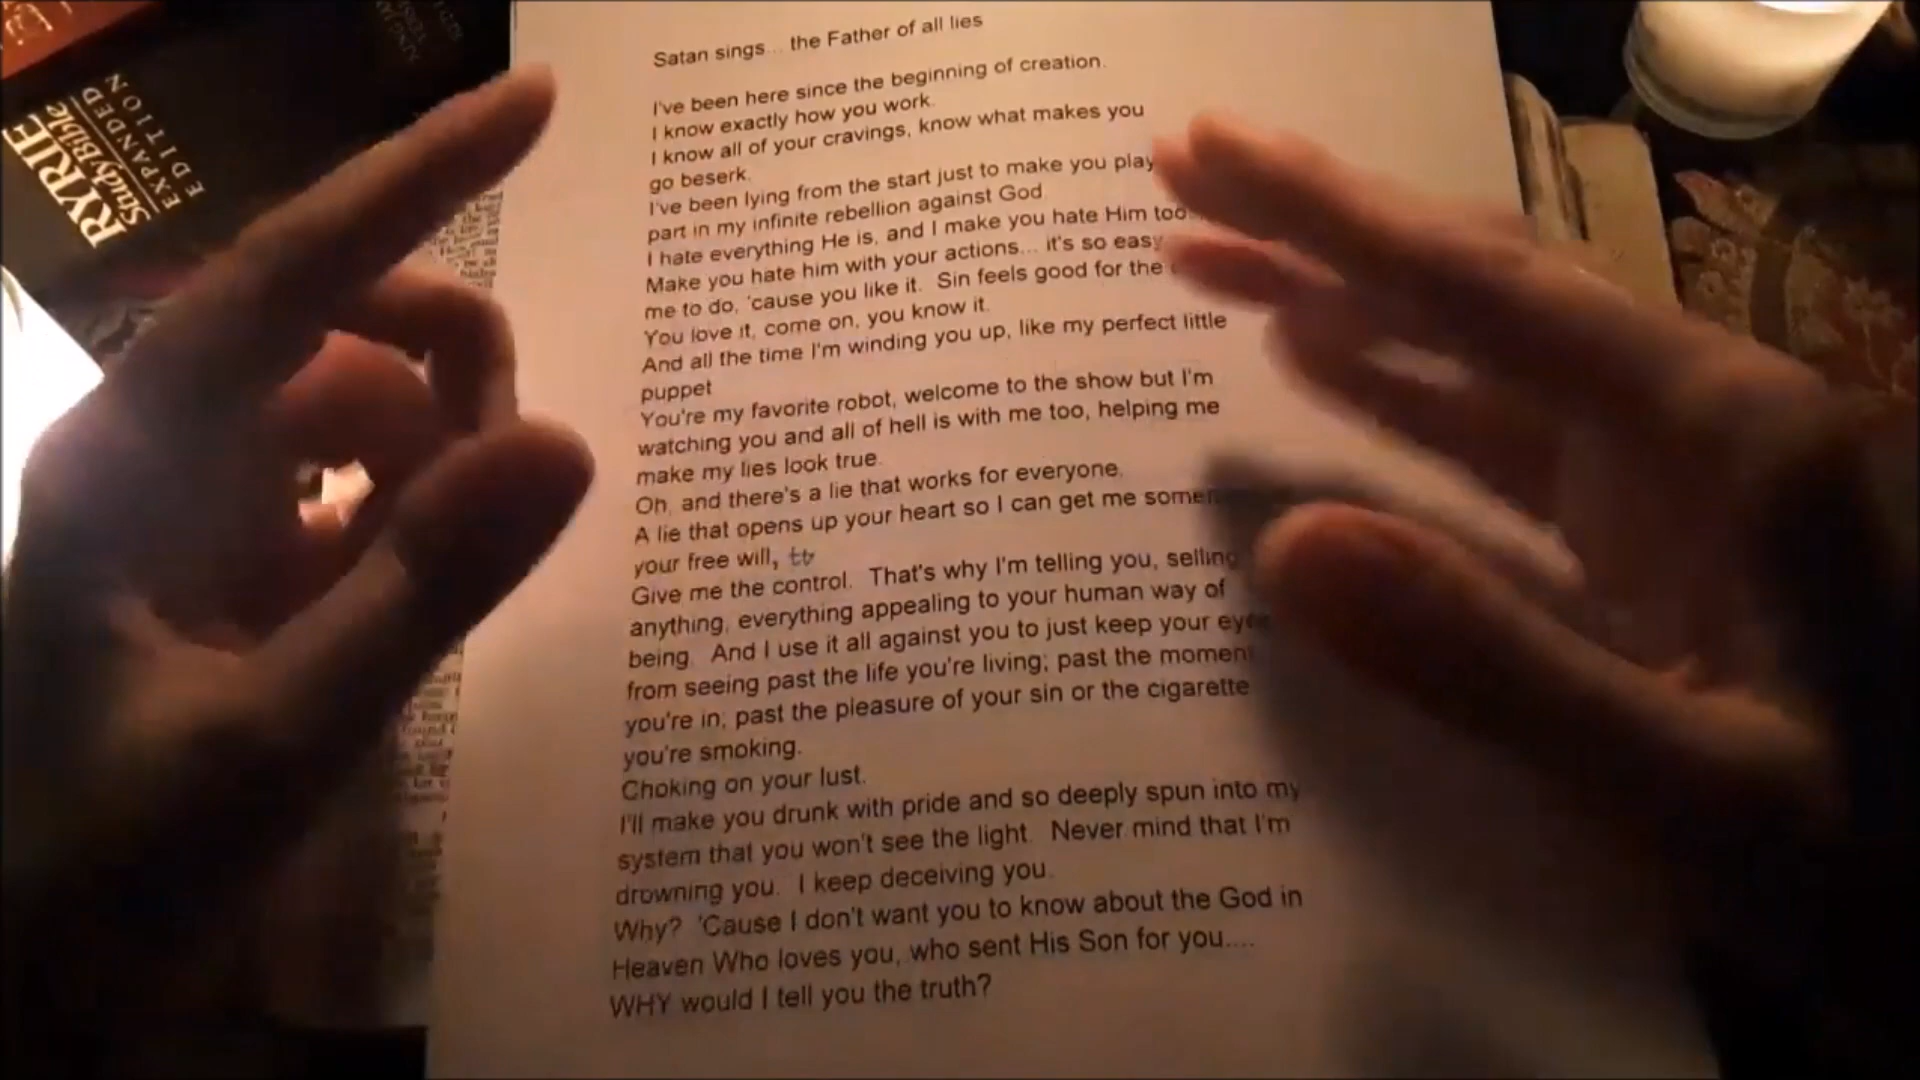 RYRIE
Study Bible
EXPANDED
EDITION
Satan sings... the Father of all lies
I've been here since the beginning of creation.
I know exactly how you work.
I know all of your cravings, know what makes you
go beserk.
I've been lying from the start just to make you play
part in my infinite rebellion against God
I hate everything He is, and I make you hate Him too
Make you hate him with your actions... it's so easy
me to do, 'cause you like it. Sin feels good for the
You love it, come on, you know it.
And all the time I'm winding you up, like my perfect little
puppet
You're my favorite robot, welcome to the show but I'm
watching you and all of hell is with me too, helping me
make my lies look true.
Oh, and there's a lie that works for everyone.
A lie that opens up your heart so I can get me some
your free will, to
Give me the control. That's why I'm telling you, selling
anything, everything appealing to your human way of
being. And I use it all against you to just keep your
from seeing past the life you're living; past the moment
you're in; past the pleasure of your sin or the cigarette
you're smoking.
Choking on your lust.
I'll make you drunk with pride and so deeply spun into my
system that you won't see the light. Never mind that I'm
drowning you. I keep deceiving you.
Why? 'Cause I don't want you to know about the God in
Heaven Who loves you, who sent His Son for you....
WHY would I tell you the truth?